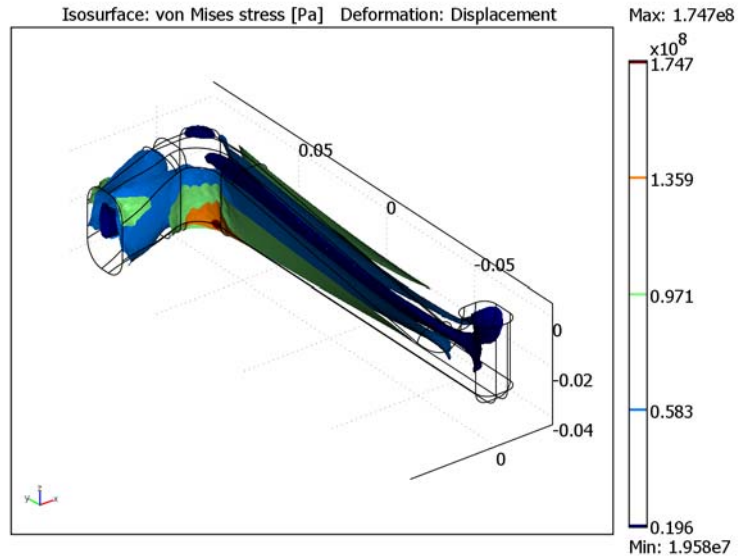 Isosurface: von Mises stress [Pa] Deformation: Displacement
Max: 1.747e8
x10^8
1.747
1.359
0.971
0.583
0.196
Min: 1.958e7
0.05
0
-0.05
0
-0.02
-0.04
0
z
y x